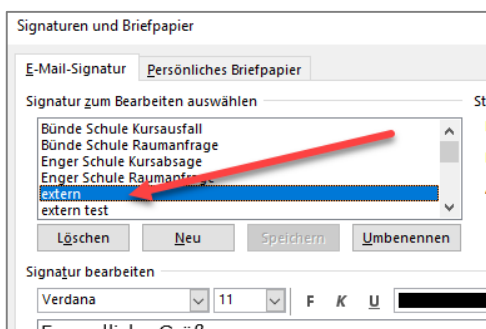 Signaturen und Briefpapier
E-Mail-Signatur Persönliches Briefpapier
Signatur zum Bearbeiten auswählen St
Bünde Schule Kursausfall
Bünde Schule Raumanfrage
Enger Schule Kursabsage
Enger Schule Raumanfrage
extern
extern test
Löschen Neu Speichern Umbenennen
Signatur bearbeiten
Verdana 11 F K U